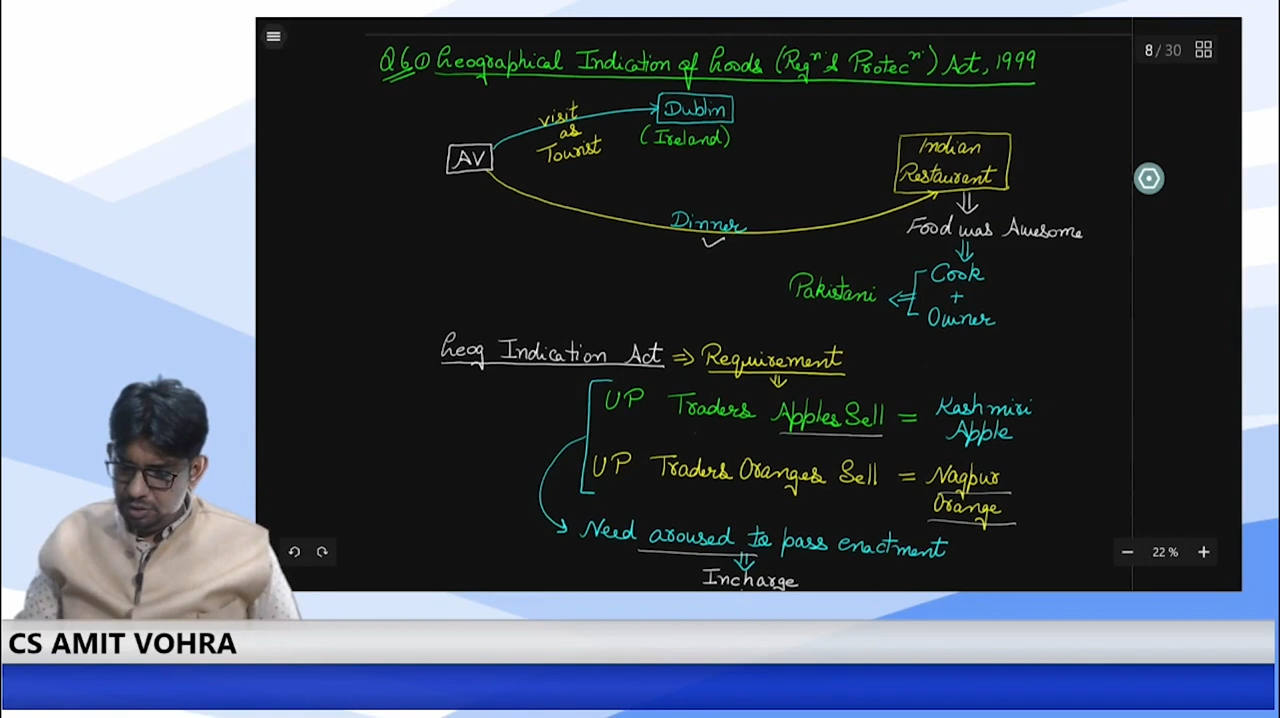 Q6.① Geographical Indication of Goods (Regⁿ & Protecⁿ) Act, 1999
8 / 30
visit
as
Tourist
Dublin
(Ireland)
AV
Indian
Restaurant
Dinner
Food was Awesome
Cook
+
Owner
Pakistani
Geog Indication Act ⇒ Requirement
UP Traders Apples Sell = Kashmiri
Apple
UP Traders Oranges Sell = Nagpur
Orange
Need aroused to pass enactment
Incharge
− 22 % +
CS AMIT VOHRA